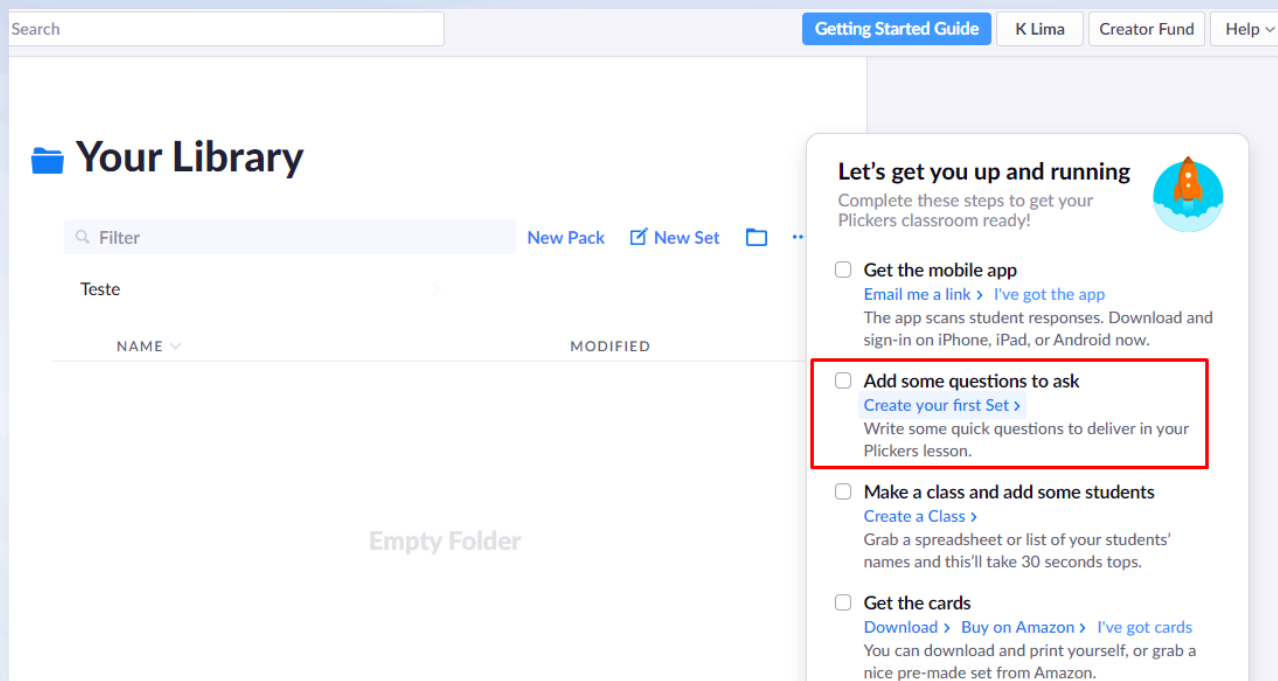 Search
Getting Started Guide
K Lima
Creator Fund
Help
Your Library
Filter
New Pack
New Set
Teste
NAME
MODIFIED
Empty Folder
Let's get you up and running
Complete these steps to get your
Plickers classroom ready!
Get the mobile app
Email me a link › I've got the app
The app scans student responses. Download and
sign-in on iPhone, iPad, or Android now.
Add some questions to ask
Create your first Set ›
Write some quick questions to deliver in your
Plickers lesson.
Make a class and add some students
Create a Class ›
Grab a spreadsheet or list of your students'
names and this'll take 30 seconds tops.
Get the cards
Download › Buy on Amazon › I've got cards
You can download and print yourself, or grab a
nice pre-made set from Amazon.